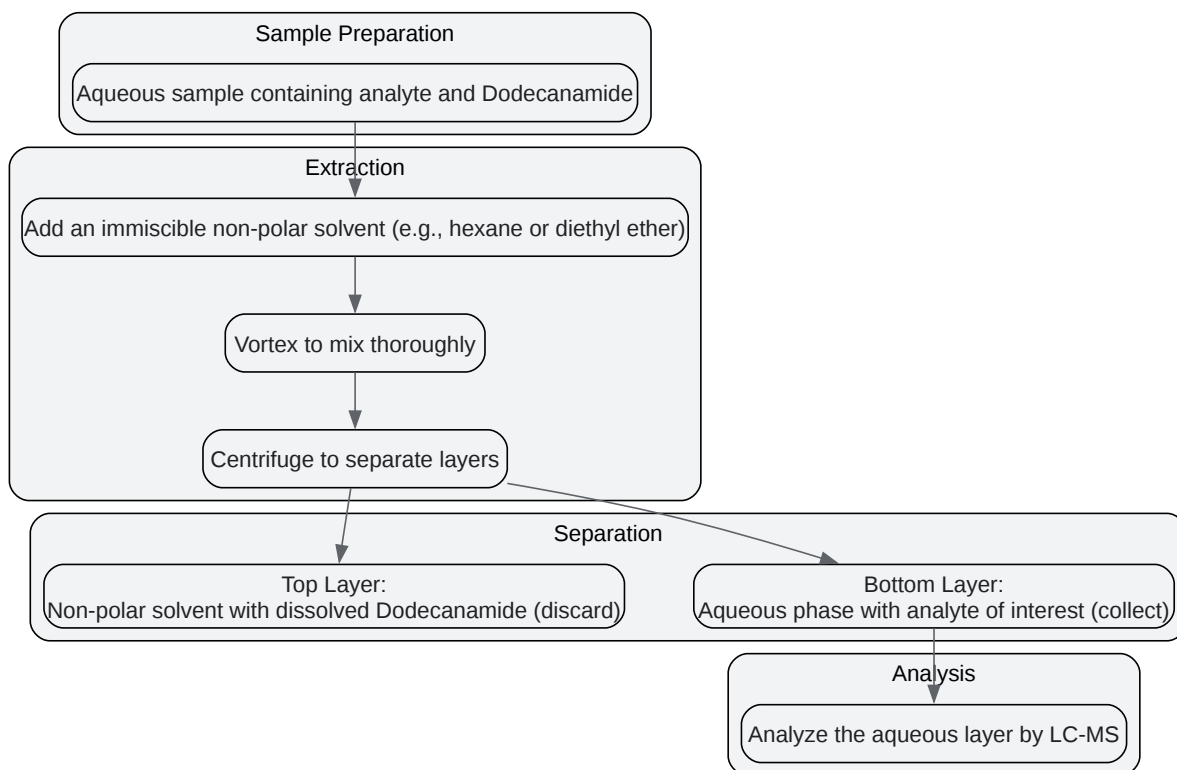 Sample Preparation
Aqueous sample containing analyte and Dodecanamide
Extraction
Add an immiscible non-polar solvent (e.g., hexane or diethyl ether)
Vortex to mix thoroughly
Centrifuge to separate layers
Separation
Top Layer:
Non-polar solvent with dissolved Dodecanamide (discard)
Bottom Layer:
Aqueous phase with analyte of interest (collect)
Analysis
Analyze the aqueous layer by LC-MS